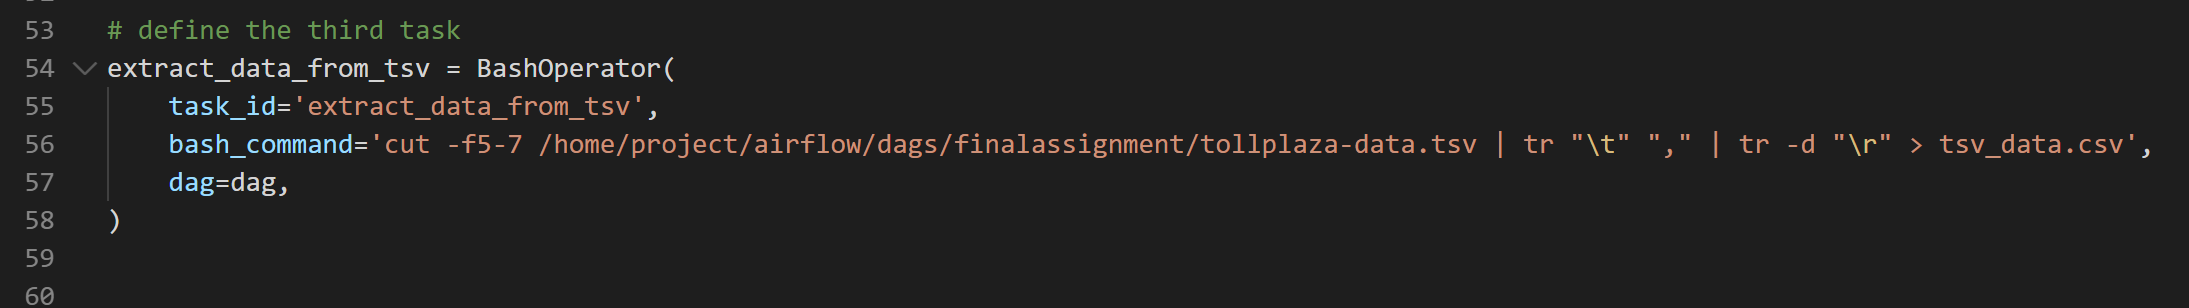 53 # define the third task
54 extract_data_from_tsv = BashOperator(
55     task_id='extract_data_from_tsv',
56     bash_command='cut -f5-7 /home/project/airflow/dags/finalassignment/tollplaza-data.tsv | tr "\t" "," | tr -d "\r" > tsv_data.csv',
57     dag=dag,
58 )
59
60